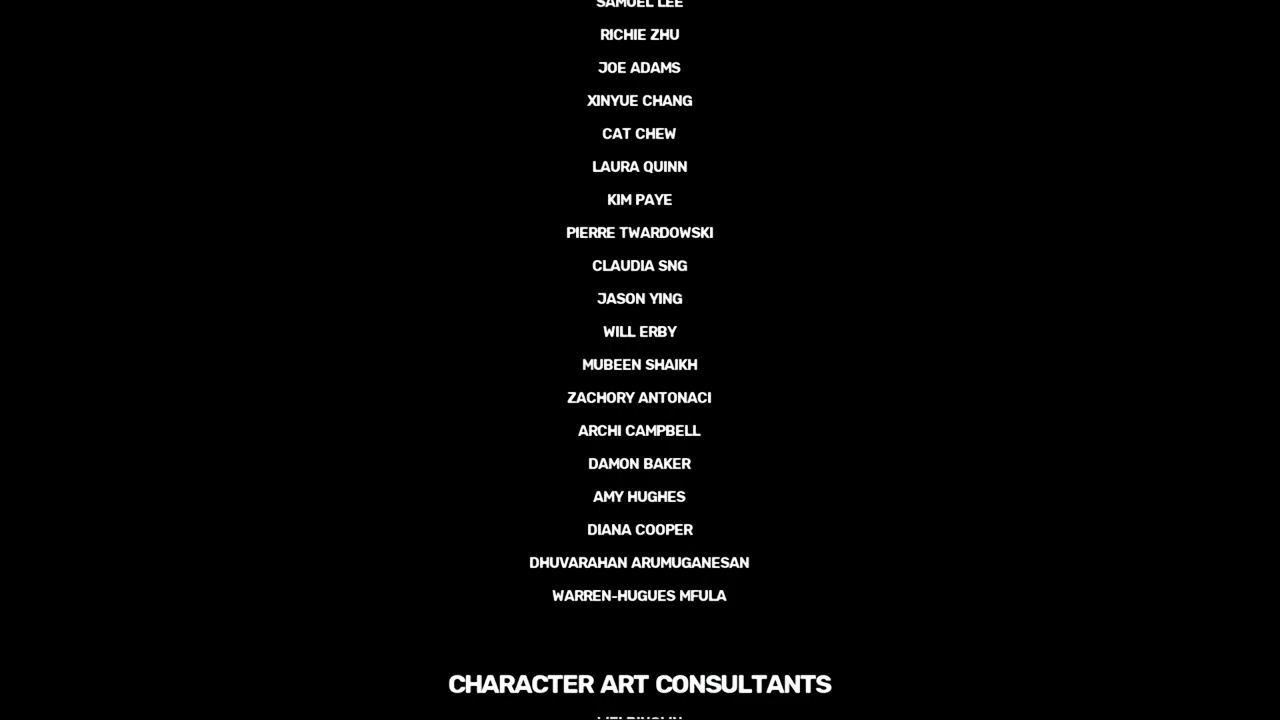 SAMUEL LEE
RICHIE ZHU
JOE ADAMS
XINYUE CHANG
CAT CHEW
LAURA QUINN
KIM PAYE
PIERRE TWARDOWSKI
CLAUDIA SNG
JASON YING
WILL ERBY
MUBEEN SHAIKH
ZACHORY ANTONACI
ARCHI CAMPBELL
DAMON BAKER
AMY HUGHES
DIANA COOPER
DHUVARAHAN ARUMUGANESAN
WARREN-HUGUES MFULA
CHARACTER ART CONSULTANTS